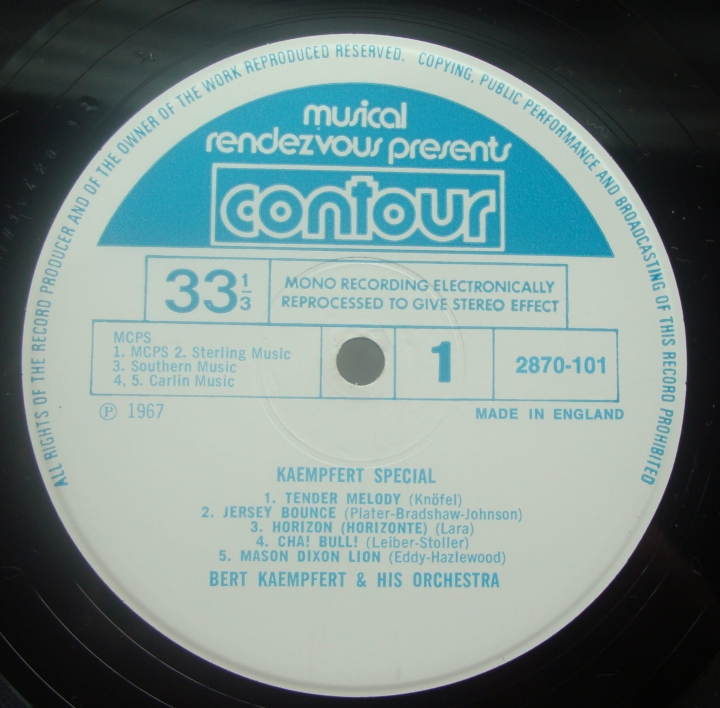 ALL RIGHTS OF THE RECORD PRODUCER AND OF THE OWNER OF THE WORK REPRODUCED RESERVED. COPYING, PUBLIC PERFORMANCE AND BROADCASTING OF THIS RECORD PROHIBITED
musical
rendezvous presents
contour
33 1/3
MONO RECORDING ELECTRONICALLY
REPROCESSED TO GIVE STEREO EFFECT
MCPS
1. MCPS 2. Sterling Music
3. Southern Music
4, 5. Carlin Music
1
2870-101
℗ 1967
MADE IN ENGLAND
KAEMPFERT SPECIAL
1. TENDER MELODY (Knöfel)
2. JERSEY BOUNCE (Plater-Bradshaw-Johnson)
3. HORIZON (HORIZONTE) (Lara)
4. CHA! BULL! (Leiber-Stoller)
5. MASON DIXON LION (Eddy-Hazlewood)
BERT KAEMPFERT & HIS ORCHESTRA